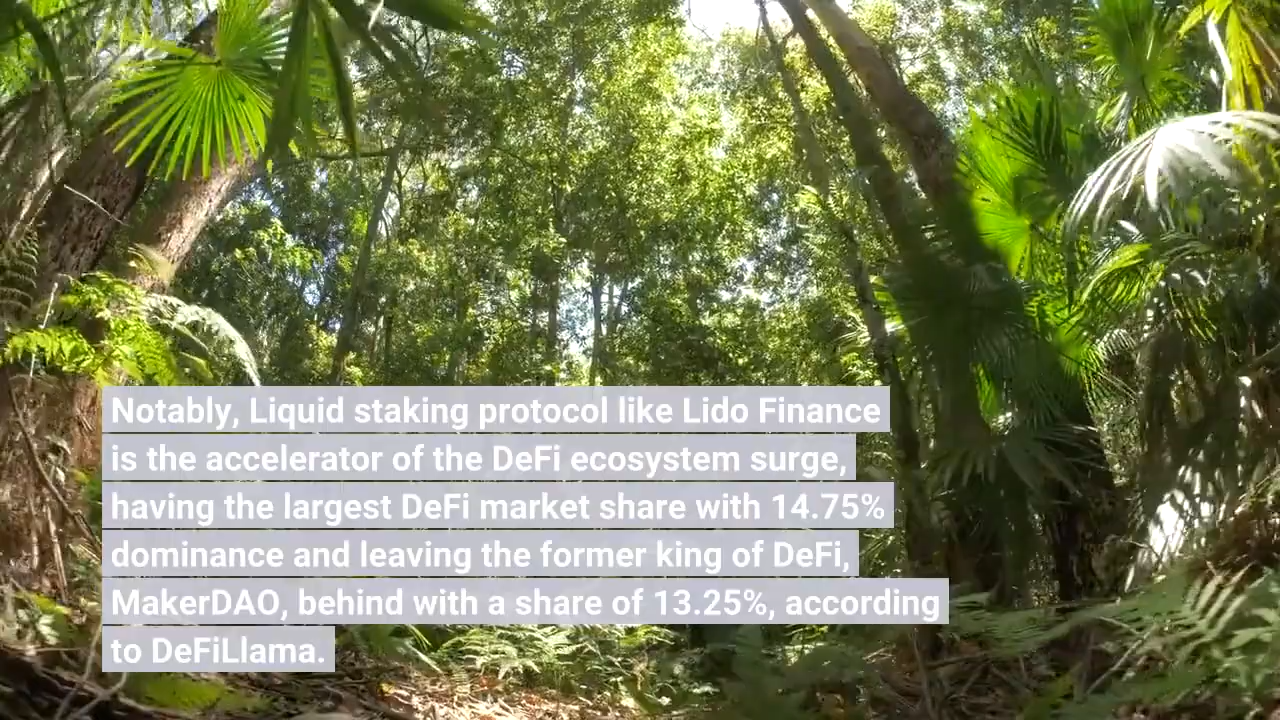 Notably, Liquid staking protocol like Lido Finance
is the accelerator of the DeFi ecosystem surge,
having the largest DeFi market share with 14.75%
dominance and leaving the former king of DeFi,
MakerDAO, behind with a share of 13.25%, according
to DeFiLlama.